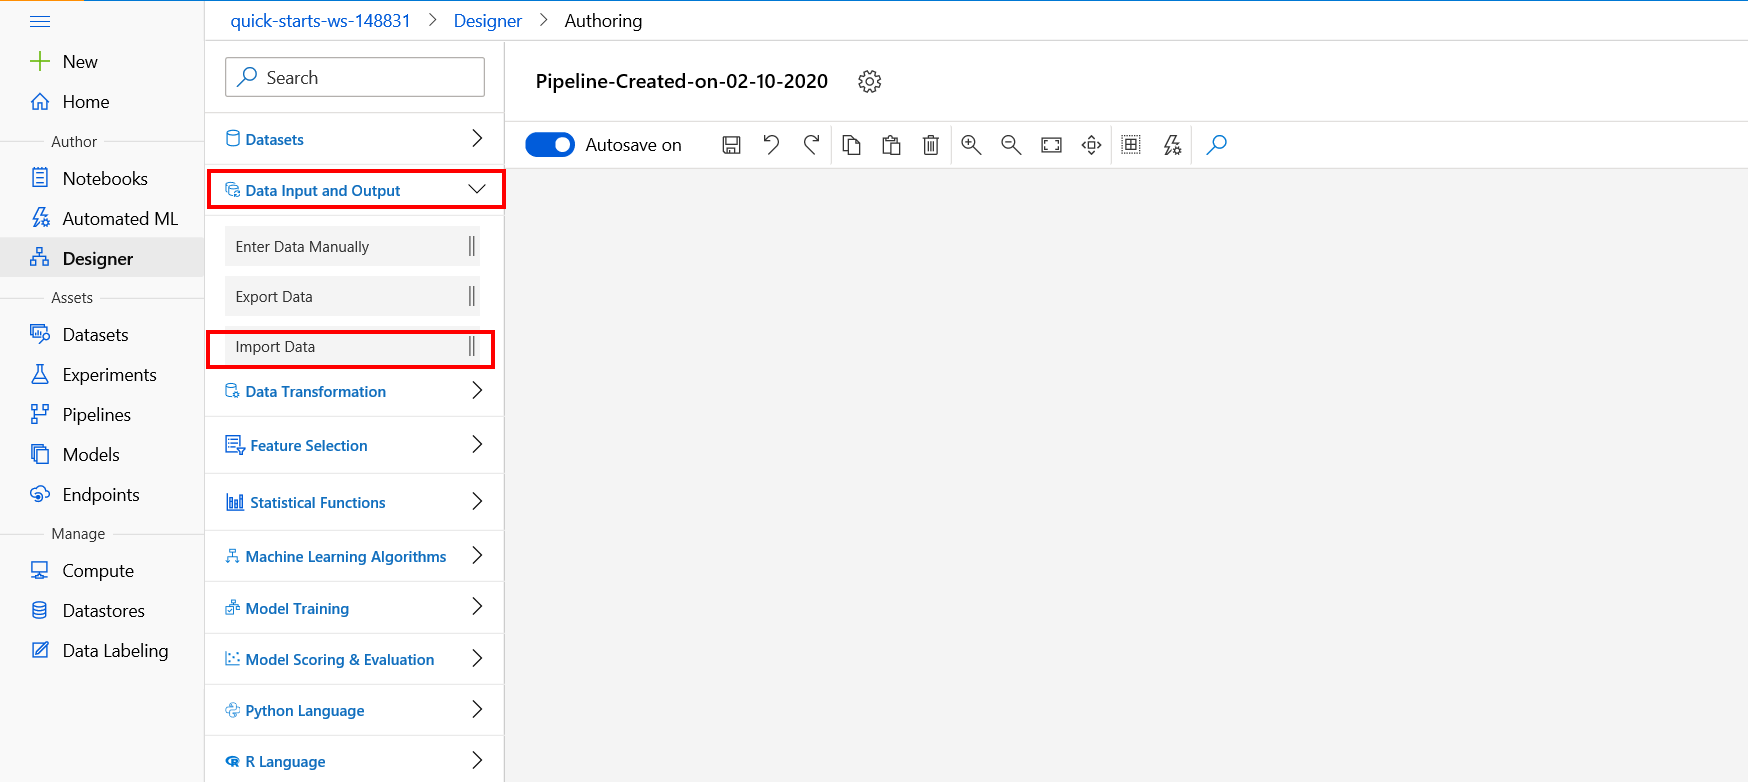 quick-starts-ws-148831 > Designer > Authoring
New
Home
Author
Notebooks
Automated ML
Designer
Assets
Datasets
Experiments
Pipelines
Models
Endpoints
Manage
Compute
Datastores
Data Labeling
Search
Datasets
Data Input and Output
Enter Data Manually
Export Data
Import Data
Data Transformation
Feature Selection
Statistical Functions
Machine Learning Algorithms
Model Training
Model Scoring & Evaluation
Python Language
R Language
Pipeline-Created-on-02-10-2020
Autosave on